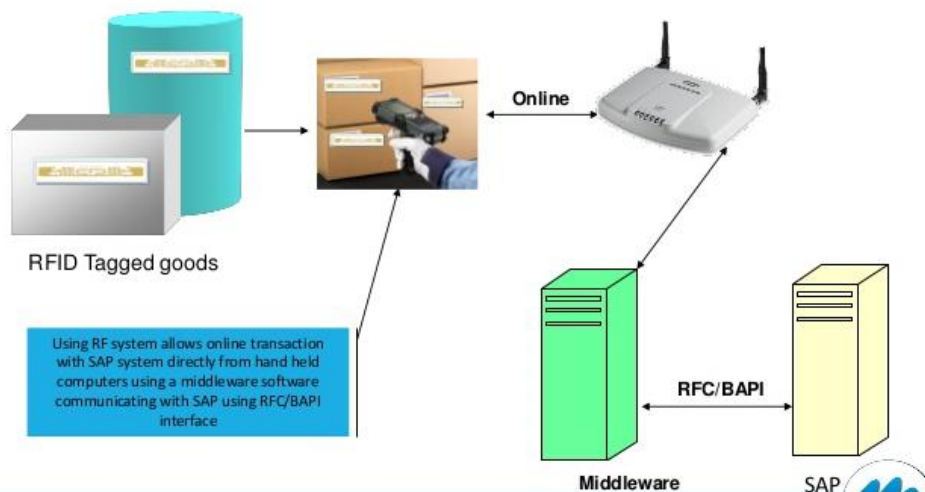 Online
RFID Tagged goods
Using RF system allows online transaction
with SAP system directly from hand held
computers using a middleware software
communicating with SAP using RFC/BAPI
interface
RFC/BAPI
Middleware
SAP